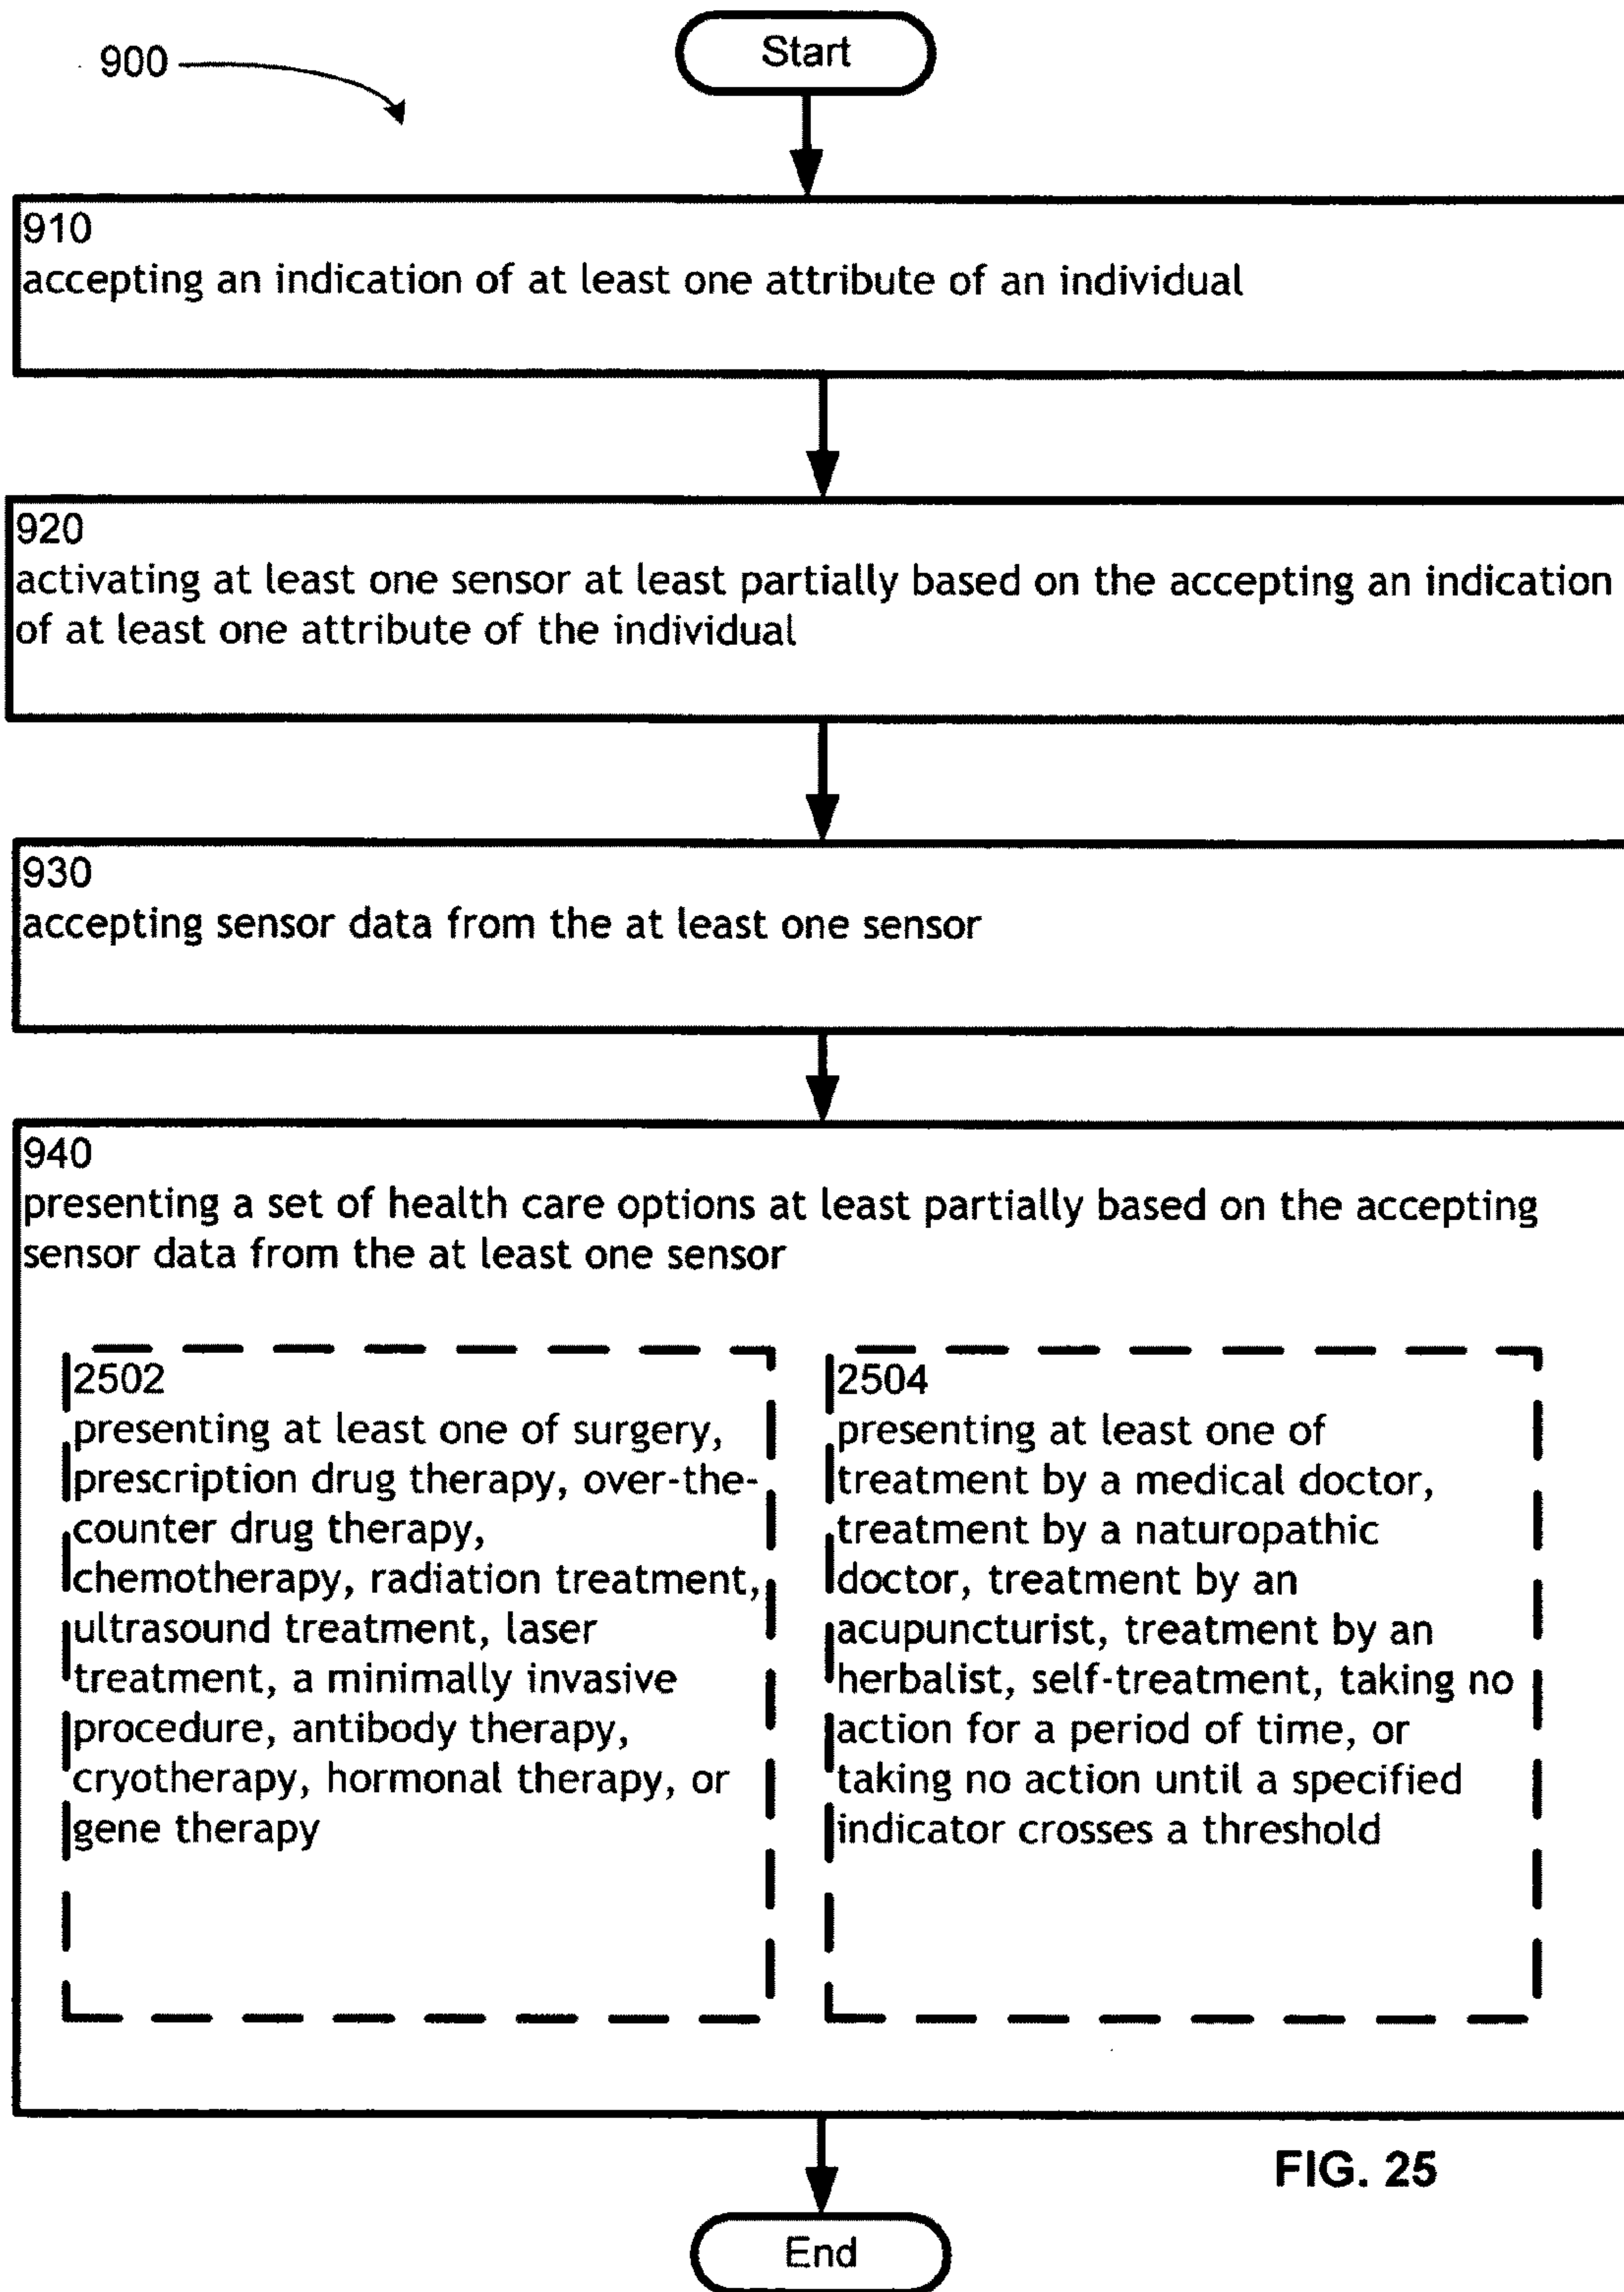 Start
900
910
accepting an indication of at least one attribute of an individual
920
activating at least one sensor at least partially based on the accepting an indication
of at least one attribute of the individual
930
accepting sensor data from the at least one sensor
940
presenting a set of health care options at least partially based on the accepting
sensor data from the at least one sensor
2502
presenting at least one of surgery,
prescription drug therapy, over-the-
counter drug therapy,
chemotherapy, radiation treatment,
ultrasound treatment, laser
treatment, a minimally invasive
procedure, antibody therapy,
cryotherapy, hormonal therapy, or
gene therapy
2504
presenting at least one of
treatment by a medical doctor,
treatment by a naturopathic
doctor, treatment by an
acupuncturist, treatment by an
herbalist, self-treatment, taking no
action for a period of time, or
taking no action until a specified
indicator crosses a threshold
FIG. 25
End